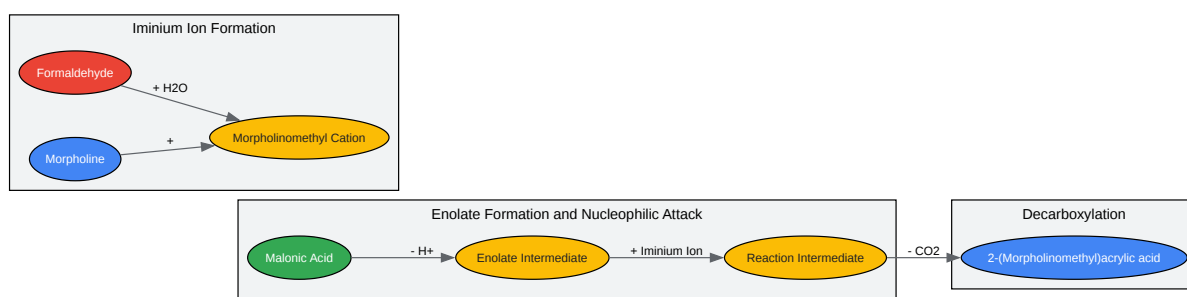 Iminium Ion Formation
Formaldehyde
+ H2O
Morpholinomethyl Cation
+
Morpholine
Enolate Formation and Nucleophilic Attack
Decarboxylation
Malonic Acid
- H+
Enolate Intermediate
+ Iminium Ion
Reaction Intermediate
- CO2
2-(Morpholinomethyl)acrylic acid